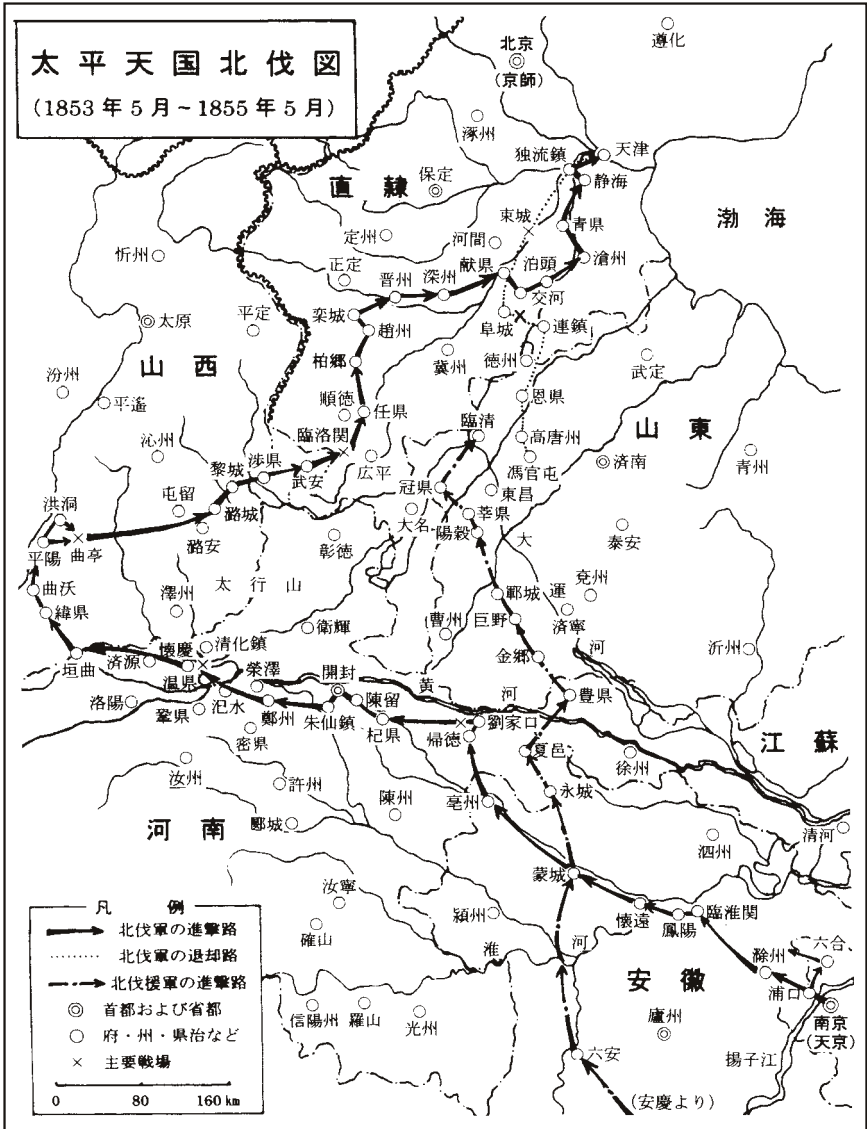 太平天国北伐図
(1853年5月～1855年5月)
遵化
北京
(京師)
涿州
天津
独流鎮
静海
保定
直隷
束城
青県
渤海
定州
河間
滄州
忻州
正定
献県
泊頭
晋州
深州
交河
欒城
太原
平定
趙州
阜城
連鎮
山西
柏郷
冀州
徳州
武定
汾州
平遙
順徳
任県
恩県
山東
臨洺関
臨清
高唐州
沁州
渉県
黎城
武安
広平
馮官屯
済南
青州
冠県
東昌
洪洞
屯留
潞城
大名
莘県
陽穀
平陽
曲亭
潞安
彰徳
大
泰安
曲沃
澤州
太行山
鄆城
運
兗州
絳県
衛輝
曹州
巨野
済寧
河
沂州
垣曲
済源
懐慶
清化鎮
金郷
温県
滎澤
開封
陳留
黄
河
豊県
洛陽
鞏県
汜水
鄭州
朱仙鎮
杞県
劉家口
帰徳
密県
夏邑
徐州
江蘇
汝州
許州
陳州
亳州
永城
河南
郾城
泗州
清河
蒙城
汝寧
懐遠
臨淮関
鳳陽
確山
潁州
淮
河
滁州
六合
安徽
浦口
信陽州
羅山
光州
廬州
南京
(天京)
六安
揚子江
(安慶より)
凡例
北伐軍の進撃路
北伐軍の退却路
北伐援軍の進撃路
首都および省都
府・州・県治など
主要戦場
0 80 160 km